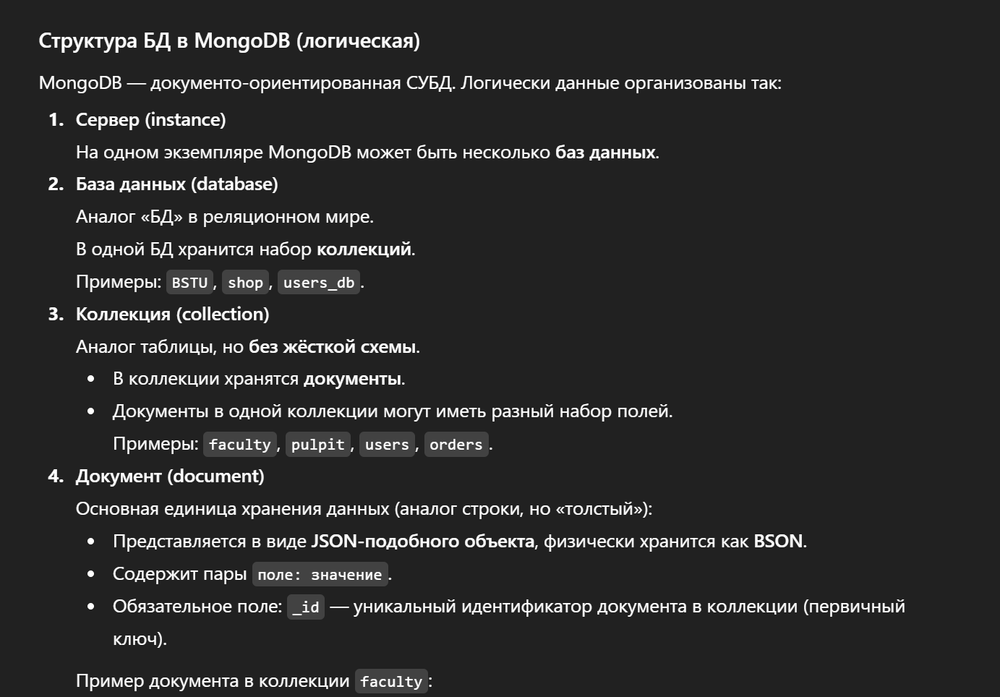 Структура БД в MongoDB (логическая)
MongoDB — документо-ориентированная СУБД. Логически данные организованы так:
1. Сервер (instance)
На одном экземпляре MongoDB может быть несколько баз данных.
2. База данных (database)
Аналог «БД» в реляционном мире.
В одной БД хранится набор коллекций.
Примеры: BSTU, shop, users_db.
3. Коллекция (collection)
Аналог таблицы, но без жёсткой схемы.
• В коллекции хранятся документы.
• Документы в одной коллекции могут иметь разный набор полей.
Примеры: faculty, pulpit, users, orders.
4. Документ (document)
Основная единица хранения данных (аналог строки, но «толстый»):
• Представляется в виде JSON-подобного объекта, физически хранится как BSON.
• Содержит пары поле: значение.
• Обязательное поле: _id — уникальный идентификатор документа в коллекции (первичный
ключ).
Пример документа в коллекции faculty: